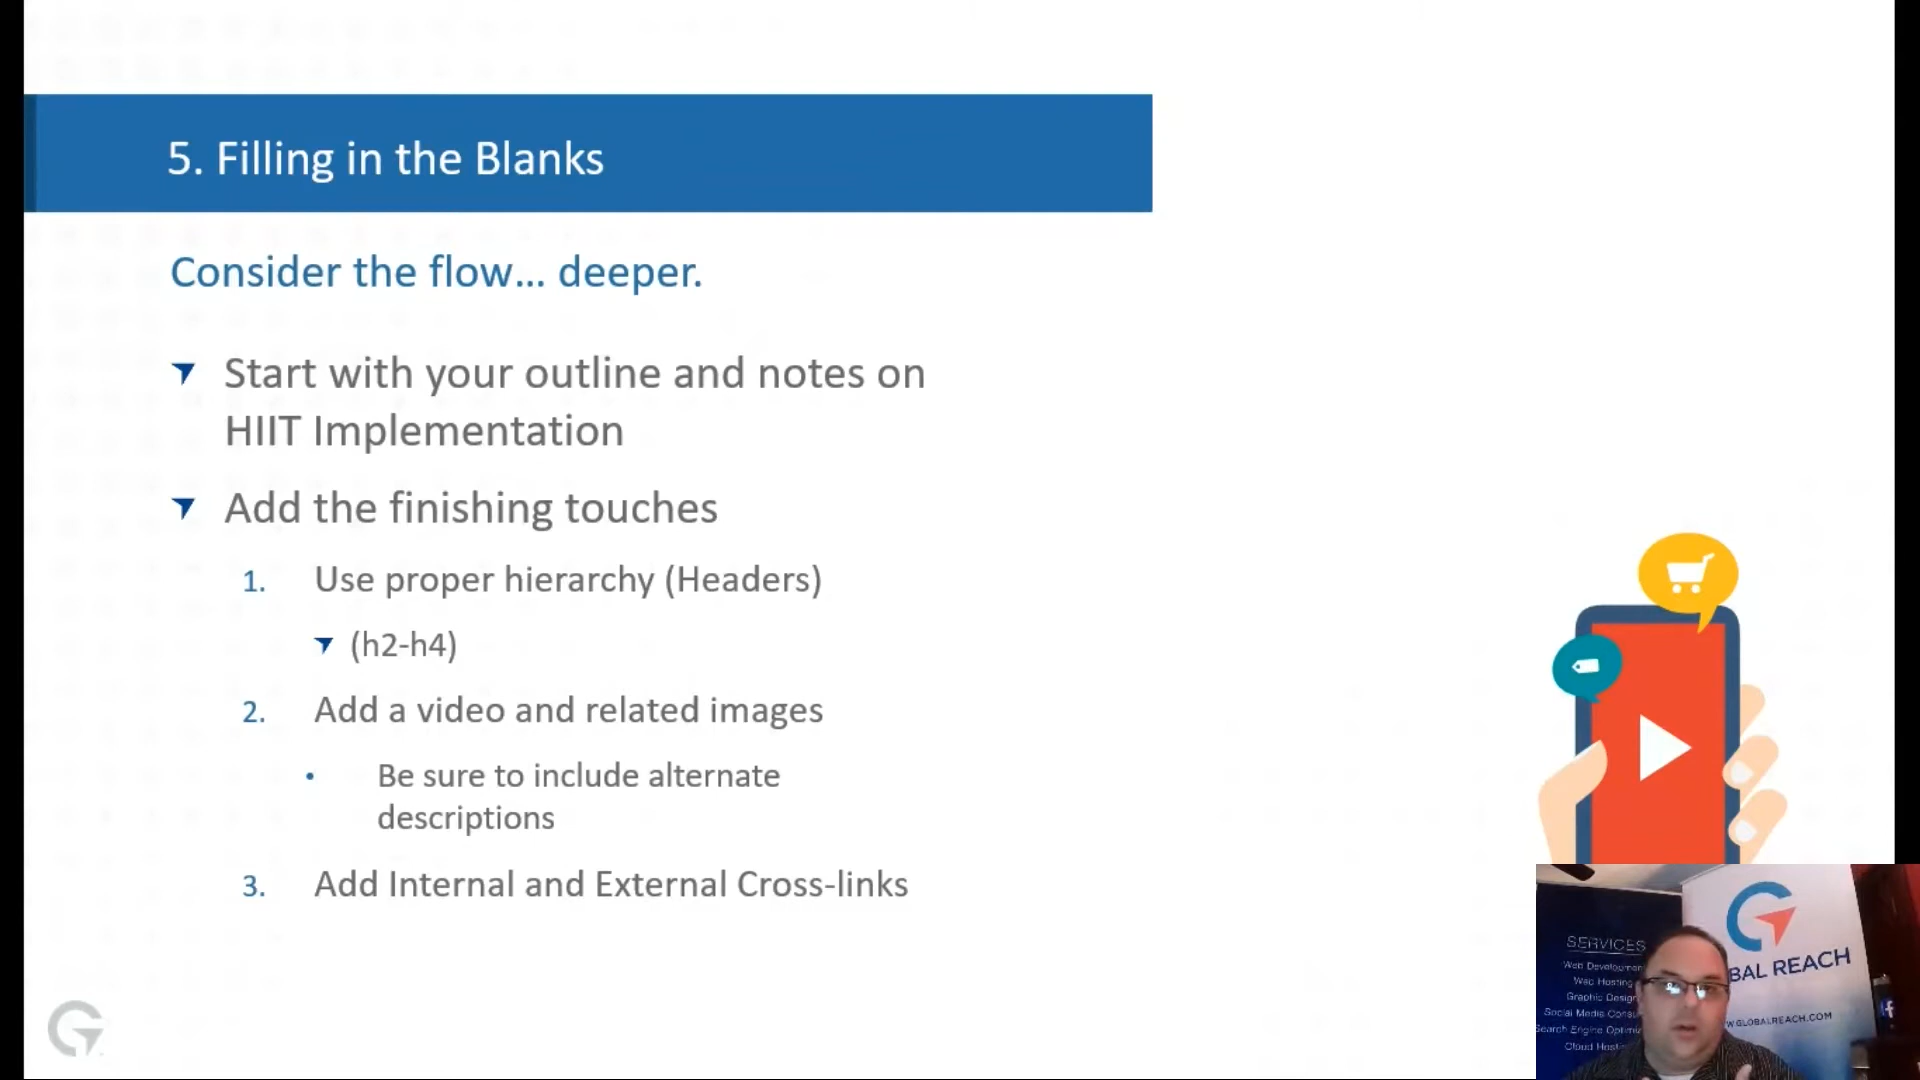 5. Filling in the Blanks
Consider the flow... deeper.
Start with your outline and notes on
HIIT Implementation
Add the finishing touches
1. Use proper hierarchy (Headers)
(h2-h4)
2. Add a video and related images
• Be sure to include alternate
descriptions
3. Add Internal and External Cross-links
SERVICES
Web Developmen
Web Hosting
Graphic Design
Social Media Consu
Search Engine Optimi
Cloud Host
BAL REACH
W.GLOBALREACH.COM